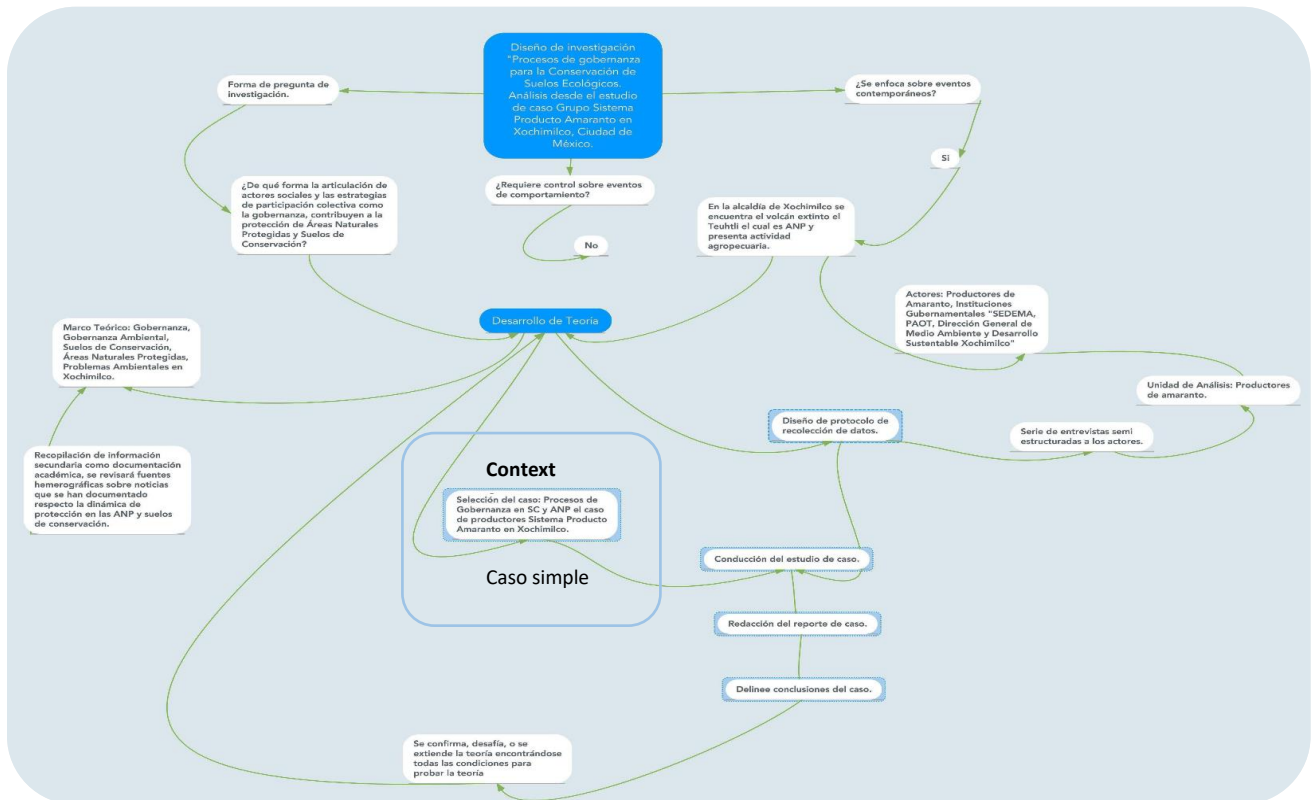 Diseño de investigación
"Procesos de gobernanza
para la Conservación de
Suelos Ecológicos.
Análisis desde el estudio
de caso Grupo Sistema
Producto Amaranto en
Xochimilco, Ciudad de
México.
Forma de pregunta de
investigación.
¿Se enfoca sobre eventos
contemporáneos?
Si
¿De qué forma la articulación de
actores sociales y las estrategias
de participación colectiva como
la gobernanza, contribuyen a la
protección de Áreas Naturales
Protegidas y Suelos de
Conservación?
¿Requiere control sobre eventos
de comportamiento?
No
En la alcaldía de Xochimilco se
encuentra el volcán extinto el
Teuhtli el cual es ANP y
presenta actividad
agropecuaria.
Actores: Productores de
Amaranto, Instituciones
Gubernamentales "SEDEMA,
PAOT, Dirección General de
Medio Ambiente y Desarrollo
Sustentable Xochimilco"
Desarrollo de Teoría
Marco Teórico: Gobernanza,
Gobernanza Ambiental,
Suelos de Conservación,
Áreas Naturales Protegidas,
Problemas Ambientales en
Xochimilco.
Unidad de Análisis: Productores
de amaranto.
Diseño de protocolo de
recolección de datos.
Serie de entrevistas semi
estructuradas a los actores.
Recopilación de información
secundaria como documentación
académica, se revisará fuentes
hemerográficas sobre noticias
que se han documentado
respecto la dinámica de
protección en las ANP y suelos
de conservación.
Context
Selección del caso: Procesos de
Gobernanza en SC y ANP el caso
de productores Sistema Producto
Amaranto en Xochimilco.
Caso simple
Conducción del estudio de caso.
Redacción del reporte de caso.
Delinee conclusiones del caso.
Se confirma, desafía, o se
extiende la teoría encontrándose
todas las condiciones para
probar la teoría